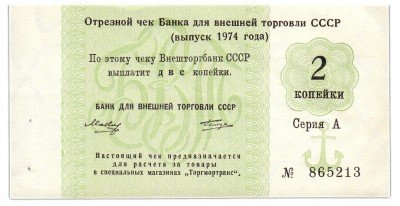 Отрезной чек Банка для внешней торговли СССР
(выпуск 1974 года)
По этому чеку Внешторгбанк СССР
выплатит две копейки.
2
КОПЕЙКИ
БАНК ДЛЯ ВНЕШНЕЙ ТОРГОВЛИ СССР
Серия А
Настоящий чек предназначается
для расчета за товары
в специальных магазинах „Торгмортранс".
№ 865213